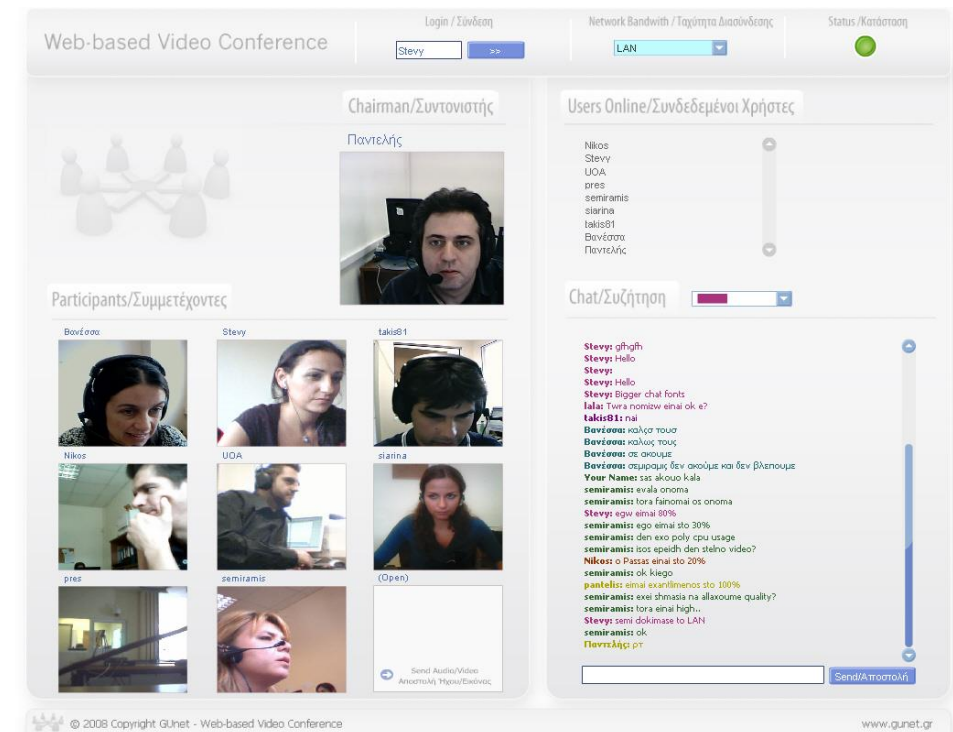 Web-based Video Conference
Login / Σύνδεση
Stevy
>>
Network Bandwith / Ταχύτητα Διασύνδεσης
LAN
Status /Κατάσταση
Chairman/Συντονιστής
Παντελής
Participants/Συμμετέχοντες
Βανέσσα
Stevy
takis81
Nikos
UOA
siarina
pres
semiramis
(Open)
Send Audio/Video
Αποστολή Ήχου/Εικόνας
Users Online/Συνδεδεμένοι Χρήστες
Nikos
Stevy
UOA
pres
semiramis
siarina
takis81
Βανέσσα
Παντελής
Chat/Συζήτηση
Stevy: gfhgfh
Stevy: Hello
Stevy:
Stevy: Hello
Stevy: Bigger chat fonts
lala: Twra nomizw einai ok e?
takis81: nai
Βανέσσα: καλςσ τουσ
Βανέσσα: καλως τους
Βανέσσα: σε ακουμε
Βανέσσα: σεμιραμις δεν ακούμε και δεν βλεπουμε
Your Name: sas akouo kala
semiramis: evala onoma
semiramis: tora fainomai os onoma
Stevy: egw eimai 80%
semiramis: ego eimai sto 30%
semiramis: den exo poly cpu usage
semiramis: isos epeidh den stelno video?
Nikos: o Passas einai sto 20%
semiramis: ok kiego
pantelis: eimai exantlimenos sto 100%
semiramis: exei shmasia na allaxoume quality?
semiramis: tora einai high..
Stevy: semi dokimase to LAN
semiramis: ok
Παντελής: ρτ
Send/Αποστολή
© 2008 Copyright GUnet - Web-based Video Conference
www.gunet.gr